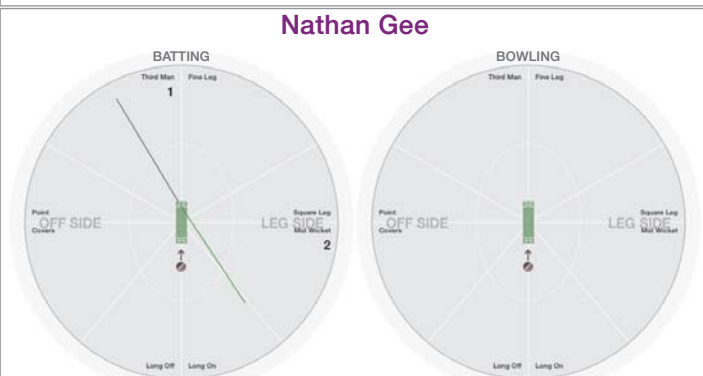 Nathan Gee
BATTING
Third Man Fine Leg
1
Point
OFF SIDE
Covers
Square Leg
LEG SIDE
Mid Wicket
2
Long Off Long On
BOWLING
Third Man Fine Leg
Point
OFF SIDE
Covers
Square Leg
LEG SIDE
Mid Wicket
Long Off Long On